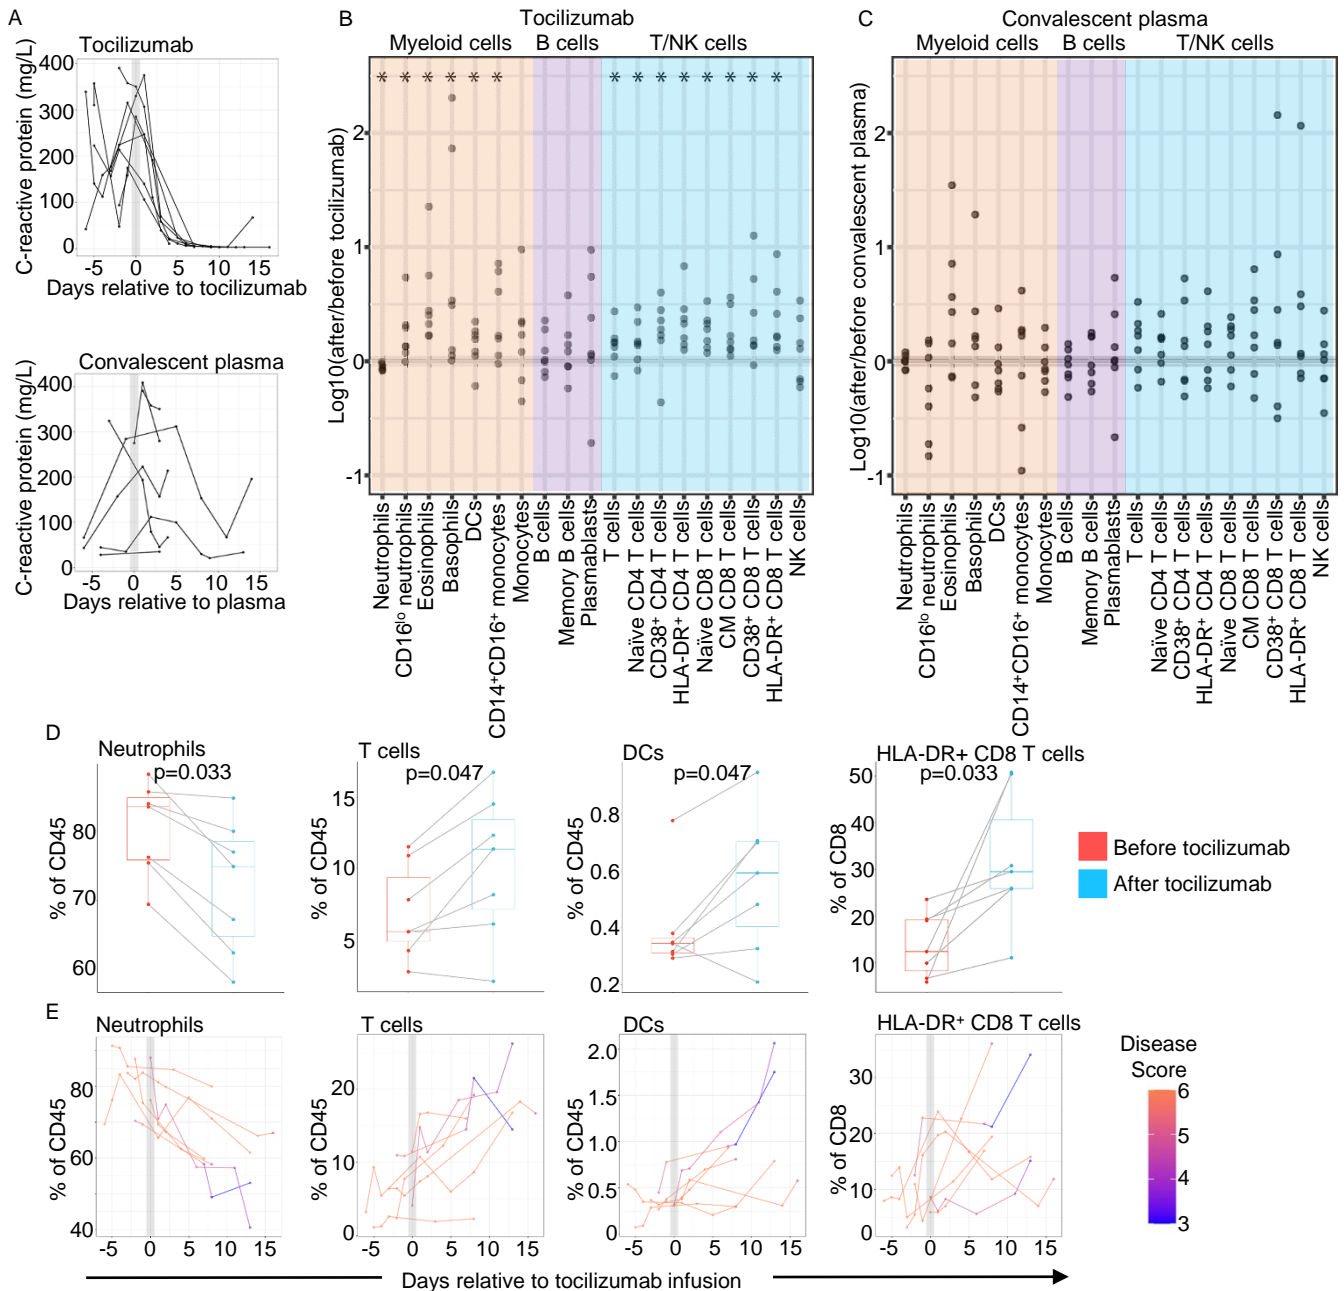 A
Tocilizumab
C-reactive protein (mg/L)
400
300
200
100
0
-5 0 5 10 15
Days relative to tocilizumab
Convalescent plasma
C-reactive protein (mg/L)
400
300
200
100
0
-5 0 5 10 15
Days relative to plasma
B
Tocilizumab
Myeloid cells B cells T/NK cells
* * * * * * * * * * * * * *
Log10(after/before tocilizumab)
2
1
0
-1
Neutrophils
CD16lo neutrophils
Eosinophils
Basophils
DCs
CD14+CD16+ monocytes
Monocytes
B cells
Memory B cells
Plasmablasts
T cells
Naïve CD4 T cells
CD38+ CD4 T cells
HLA-DR+ CD4 T cells
Naïve CD8 T cells
CM CD8 T cells
CD38+ CD8 T cells
HLA-DR+ CD8 T cells
NK cells
C
Convalescent plasma
Myeloid cells B cells T/NK cells
Log10(after/before convalescent plasma)
2
1
0
-1
Neutrophils
CD16lo neutrophils
Eosinophils
Basophils
DCs
CD14+CD16+ monocytes
Monocytes
B cells
Memory B cells
Plasmablasts
T cells
Naïve CD4 T cells
CD38+ CD4 T cells
HLA-DR+ CD4 T cells
Naïve CD8 T cells
CM CD8 T cells
CD38+ CD8 T cells
HLA-DR+ CD8 T cells
NK cells
D
Neutrophils
p=0.033
% of CD45
80
70
60
T cells
p=0.047
% of CD45
15
10
5
DCs
p=0.047
% of CD45
0.8
0.6
0.4
0.2
HLA-DR+ CD8 T cells
p=0.033
% of CD8
50
40
30
20
10
Before tocilizumab
After tocilizumab
E
Neutrophils
% of CD45
80
60
40
-5 0 5 10 15
T cells
% of CD45
20
10
0
-5 0 5 10 15
DCs
% of CD45
2.0
1.5
1.0
0.5
0
-5 0 5 10 15
HLA-DR+ CD8 T cells
% of CD8
30
20
10
0
-5 0 5 10 15
Disease
Score
6
5
4
3
Days relative to tocilizumab infusion